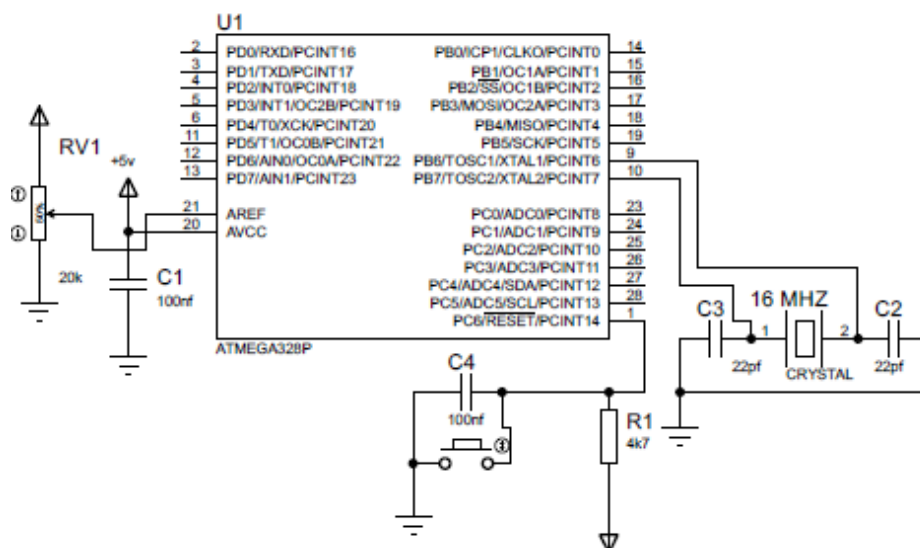 U1
2 PD0/RXD/PCINT16 PB0/ICP1/CLKO/PCINT0 14
3 PD1/TXD/PCINT17 PB1/OC1A/PCINT1 15
4 PD2/INT0/PCINT18 PB2/SS/OC1B/PCINT2 16
5 PD3/INT1/OC2B/PCINT19 PB3/MOSI/OC2A/PCINT3 17
6 PD4/T0/XCK/PCINT20 PB4/MISO/PCINT4 18
11 PD5/T1/OC0B/PCINT21 PB5/SCK/PCINT5 19
12 PD6/AIN0/OC0A/PCINT22 PB6/TOSC1/XTAL1/PCINT6 9
13 PD7/AIN1/PCINT23 PB7/TOSC2/XTAL2/PCINT7 10
RV1
+5v
21 AREF PC0/ADC0/PCINT8 23
20 AVCC PC1/ADC1/PCINT9 24
PC2/ADC2/PCINT10 25
PC3/ADC3/PCINT11 26
PC4/ADC4/SDA/PCINT12 27
PC5/ADC5/SCL/PCINT13 28
PC6/RESET/PCINT14 1
20k
C1
100nf
ATMEGA328P
C3 16 MHZ C2
1 2
22pf CRYSTAL 22pf
C4
100nf
R1
4k7